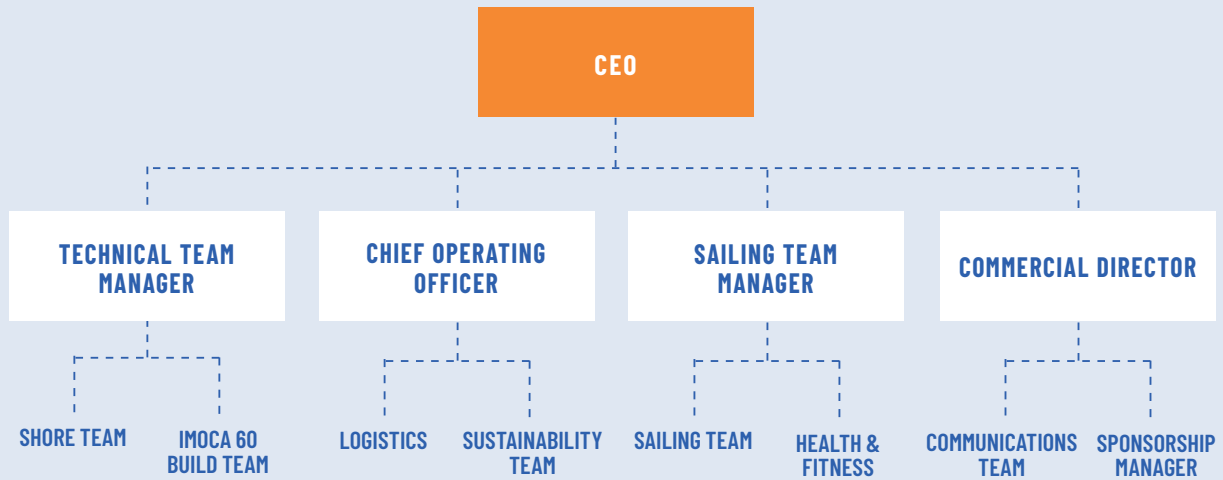 CEO
TECHNICAL TEAM
MANAGER
CHIEF OPERATING
OFFICER
SAILING TEAM
MANAGER
COMMERCIAL DIRECTOR
SHORE TEAM
IMOCA 60
BUILD TEAM
LOGISTICS
SUSTAINABILITY
TEAM
SAILING TEAM
HEALTH &
FITNESS
COMMUNICATIONS
TEAM
SPONSORSHIP
MANAGER